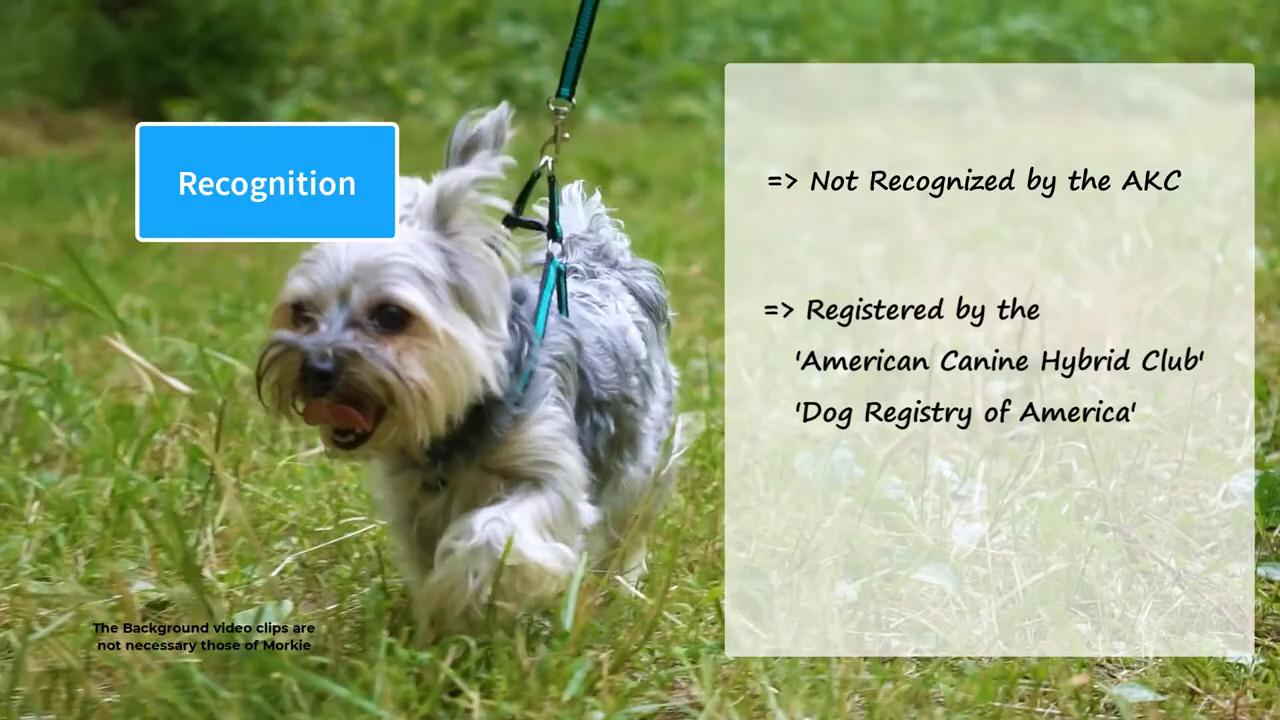 Recognition
=> Not Recognized by the AKC
=> Registered by the
'American Canine Hybrid Club'
'Dog Registry of America'
The Background video clips are
not necessary those of Morkie